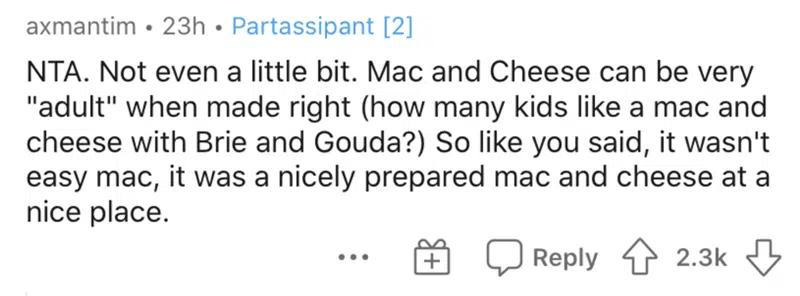 axmantim • 23h • Partassipant [2]
NTA. Not even a little bit. Mac and Cheese can be very
"adult" when made right (how many kids like a mac and
cheese with Brie and Gouda?) So like you said, it wasn't
easy mac, it was a nicely prepared mac and cheese at a
nice place.
... Reply 2.3k